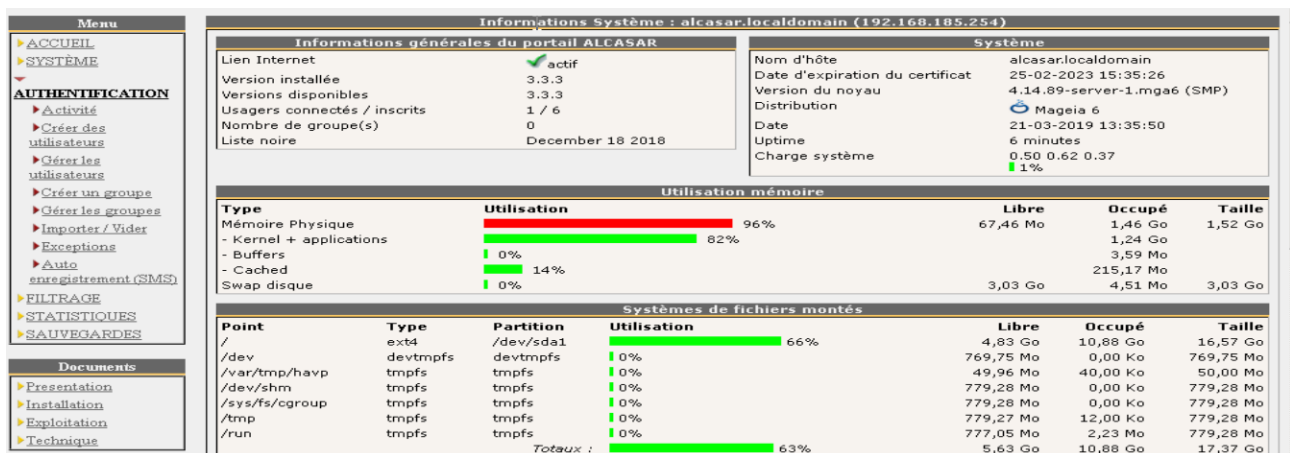 Menu
ACCUEIL
SYSTÈME
AUTHENTIFICATION
Activité
Créer des
utilisateurs
Gérer les
utilisateurs
Créer un groupe
Gérer les groupes
Importer / Vider
Exceptions
Auto
enregistrement (SMS)
FILTRAGE
STATISTIQUES
SAUVEGARDES
Documents
Presentation
Installation
Exploitation
Technique
Informations Système : alcasar.localdomain (192.168.185.254)
Informations générales du portail ALCASAR
Lien Internet actif
Version installée 3.3.3
Versions disponibles 3.3.3
Usagers connectés / inscrits 1 / 6
Nombre de groupe(s) 0
Liste noire December 18 2018
Système
Nom d'hôte alcasar.localdomain
Date d'expiration du certificat 25-02-2023 15:35:26
Version du noyau 4.14.89-server-1.mga6 (SMP)
Distribution Mageia 6
Date 21-03-2019 13:35:50
Uptime 6 minutes
Charge système 0.50 0.62 0.37
1%
Utilisation mémoire
Type Utilisation Libre Occupé Taille
Mémoire Physique 96% 67,46 Mo 1,46 Go 1,52 Go
- Kernel + applications 82% 1,24 Go
- Buffers 0% 3,59 Mo
- Cached 14% 215,17 Mo
Swap disque 0% 3,03 Go 4,51 Mo 3,03 Go
Systèmes de fichiers montés
Point Type Partition Utilisation Libre Occupé Taille
/ ext4 /dev/sda1 66% 4,83 Go 10,88 Go 16,57 Go
/dev devtmpfs devtmpfs 0% 769,75 Mo 0,00 Ko 769,75 Mo
/var/tmp/havp tmpfs tmpfs 0% 49,96 Mo 40,00 Ko 50,00 Mo
/dev/shm tmpfs tmpfs 0% 779,28 Mo 0,00 Ko 779,28 Mo
/sys/fs/cgroup tmpfs tmpfs 0% 779,28 Mo 0,00 Ko 779,28 Mo
/tmp tmpfs tmpfs 0% 779,27 Mo 12,00 Ko 779,28 Mo
/run tmpfs tmpfs 0% 777,05 Mo 2,23 Mo 779,28 Mo
Totaux : 63% 5,63 Go 10,88 Go 17,37 Go